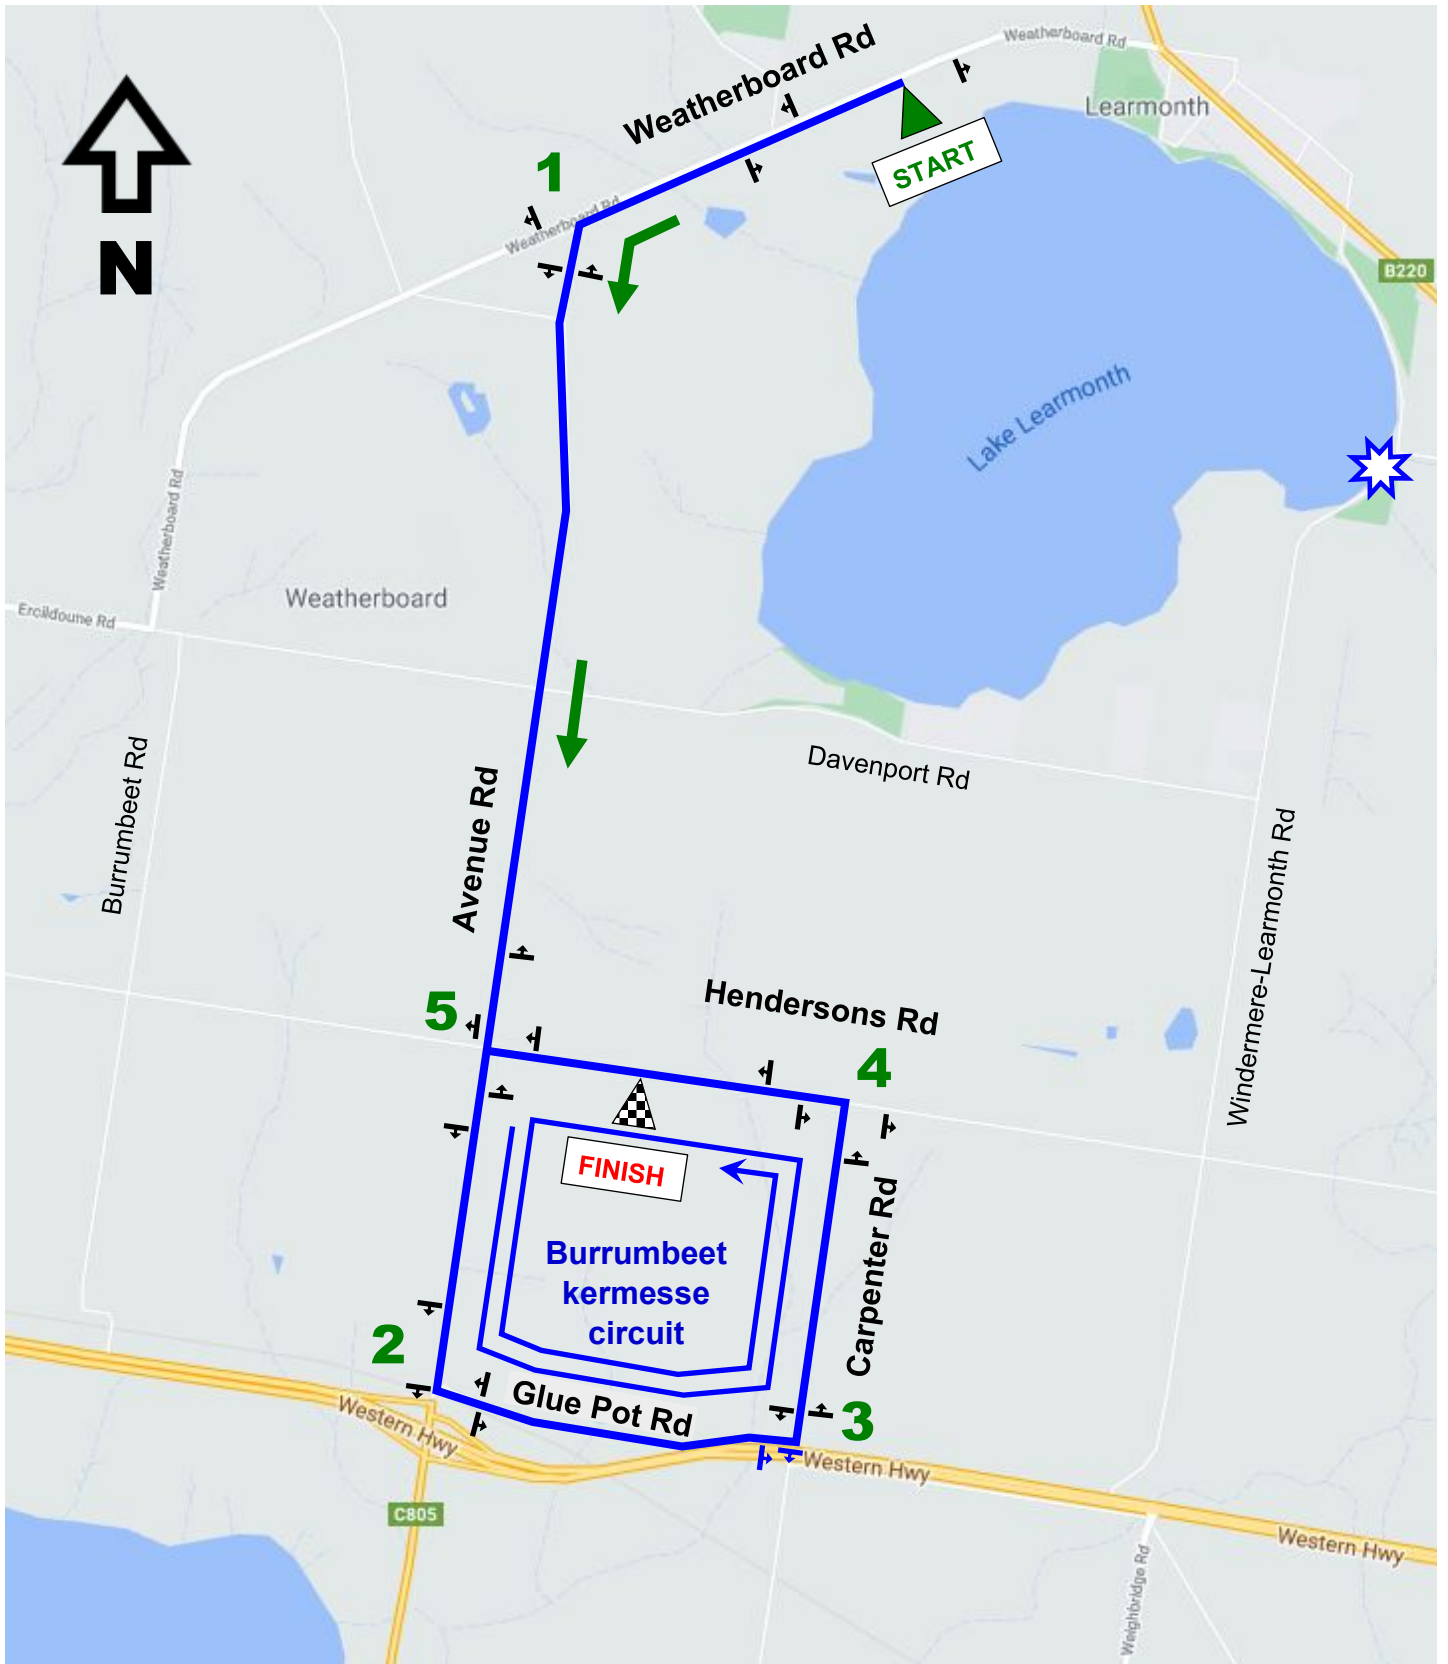 Weatherboard Rd
Weatherboard Rd
Learmonth
START
1
Weatherboard Rd
N
B220
Lake Learmonth
Weatherboard Rd
Weatherboard
Ercildoune Rd
Burrumbeet Rd
Davenport Rd
Avenue Rd
Windermere-Learmonth Rd
Hendersons Rd
5
4
FINISH
Carpenter Rd
Burrumbeet
kermesse
circuit
2
Glue Pot Rd
3
Western Hwy
Western Hwy
C805
Western Hwy
Weighbridge Rd